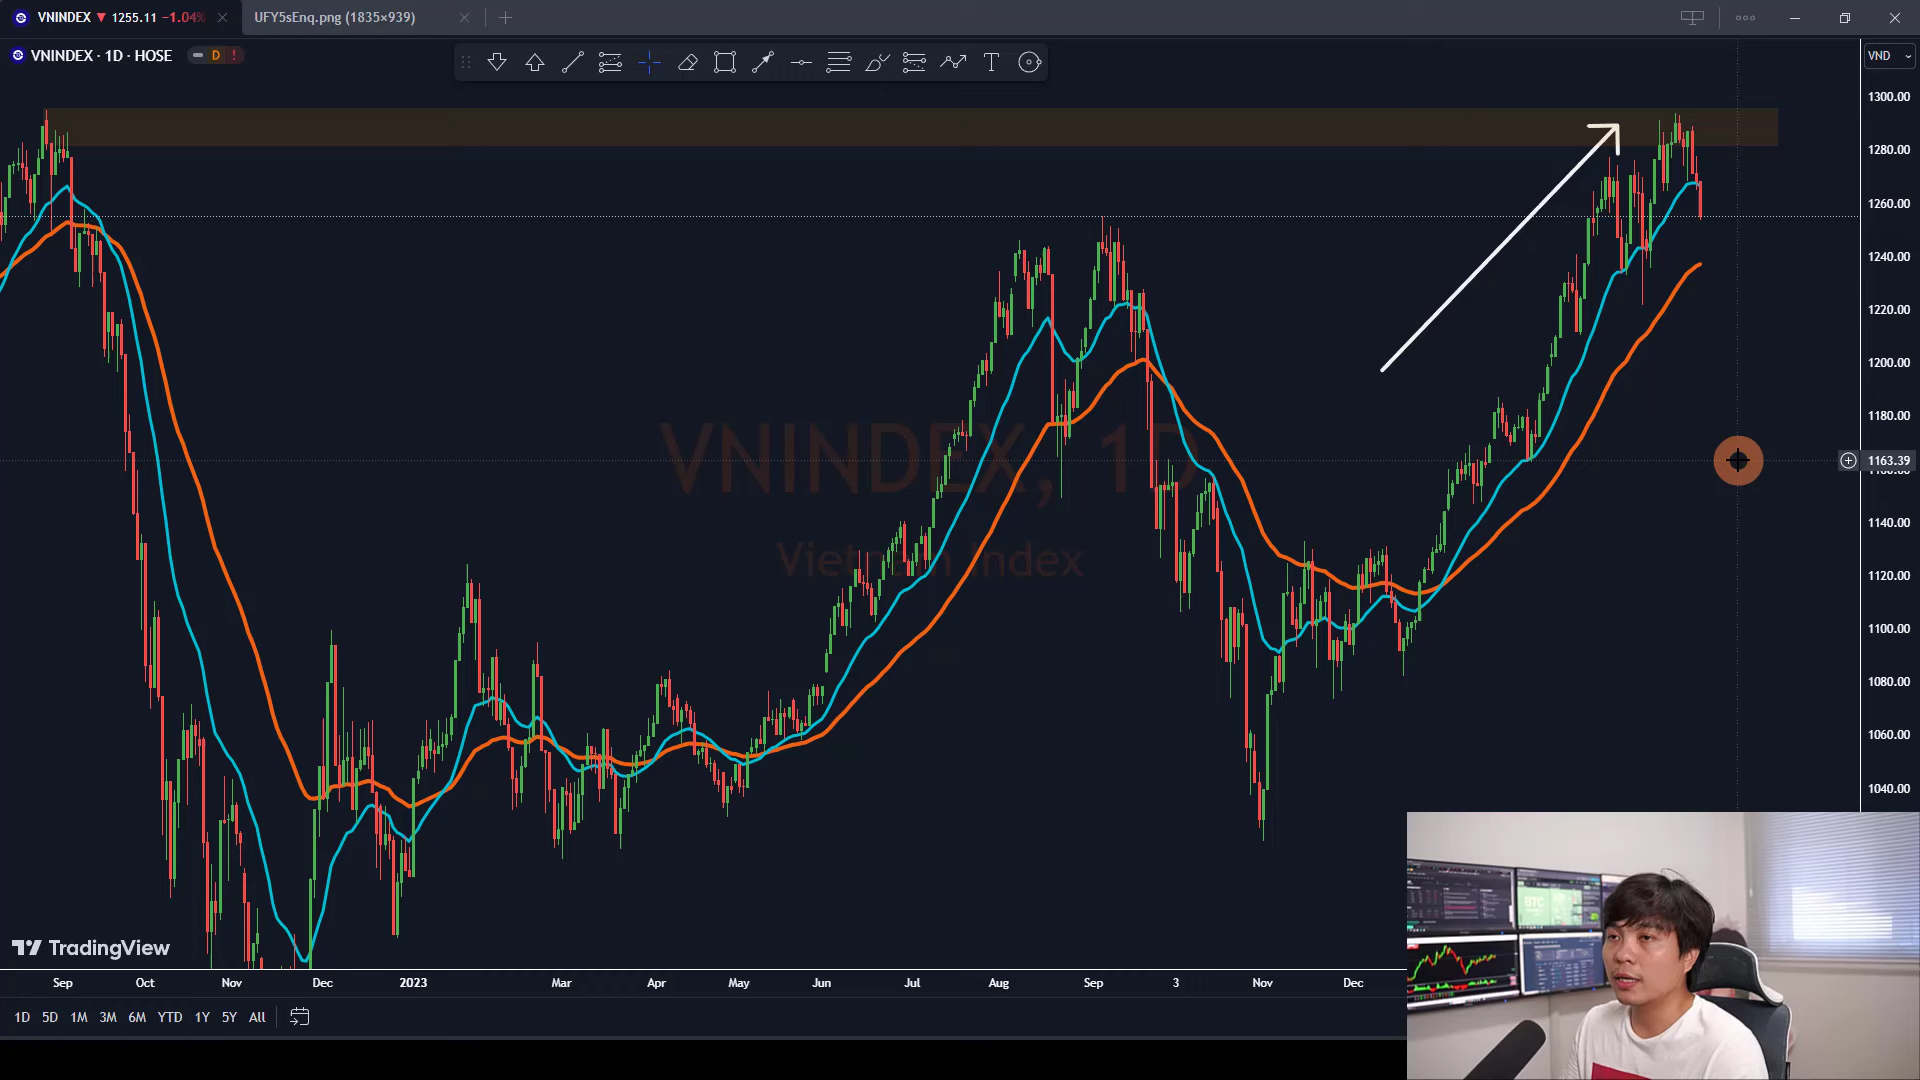 VNINDEX ▼ 1255.11 −1.04%
UFY5sEnq.png (1835×939)
VNINDEX · 1D · HOSE
D
!
T
VND
1300.00
1280.00
1260.00
1240.00
1220.00
1200.00
1180.00
1163.39
1140.00
1120.00
1100.00
1080.00
1060.00
1040.00
VNINDEX, 1D
Vietnam Index
TradingView
Sep Oct Nov Dec 2023 Mar Apr May Jun Jul Aug Sep 3 Nov Dec
1D 5D 1M 3M 6M YTD 1Y 5Y All
BTC